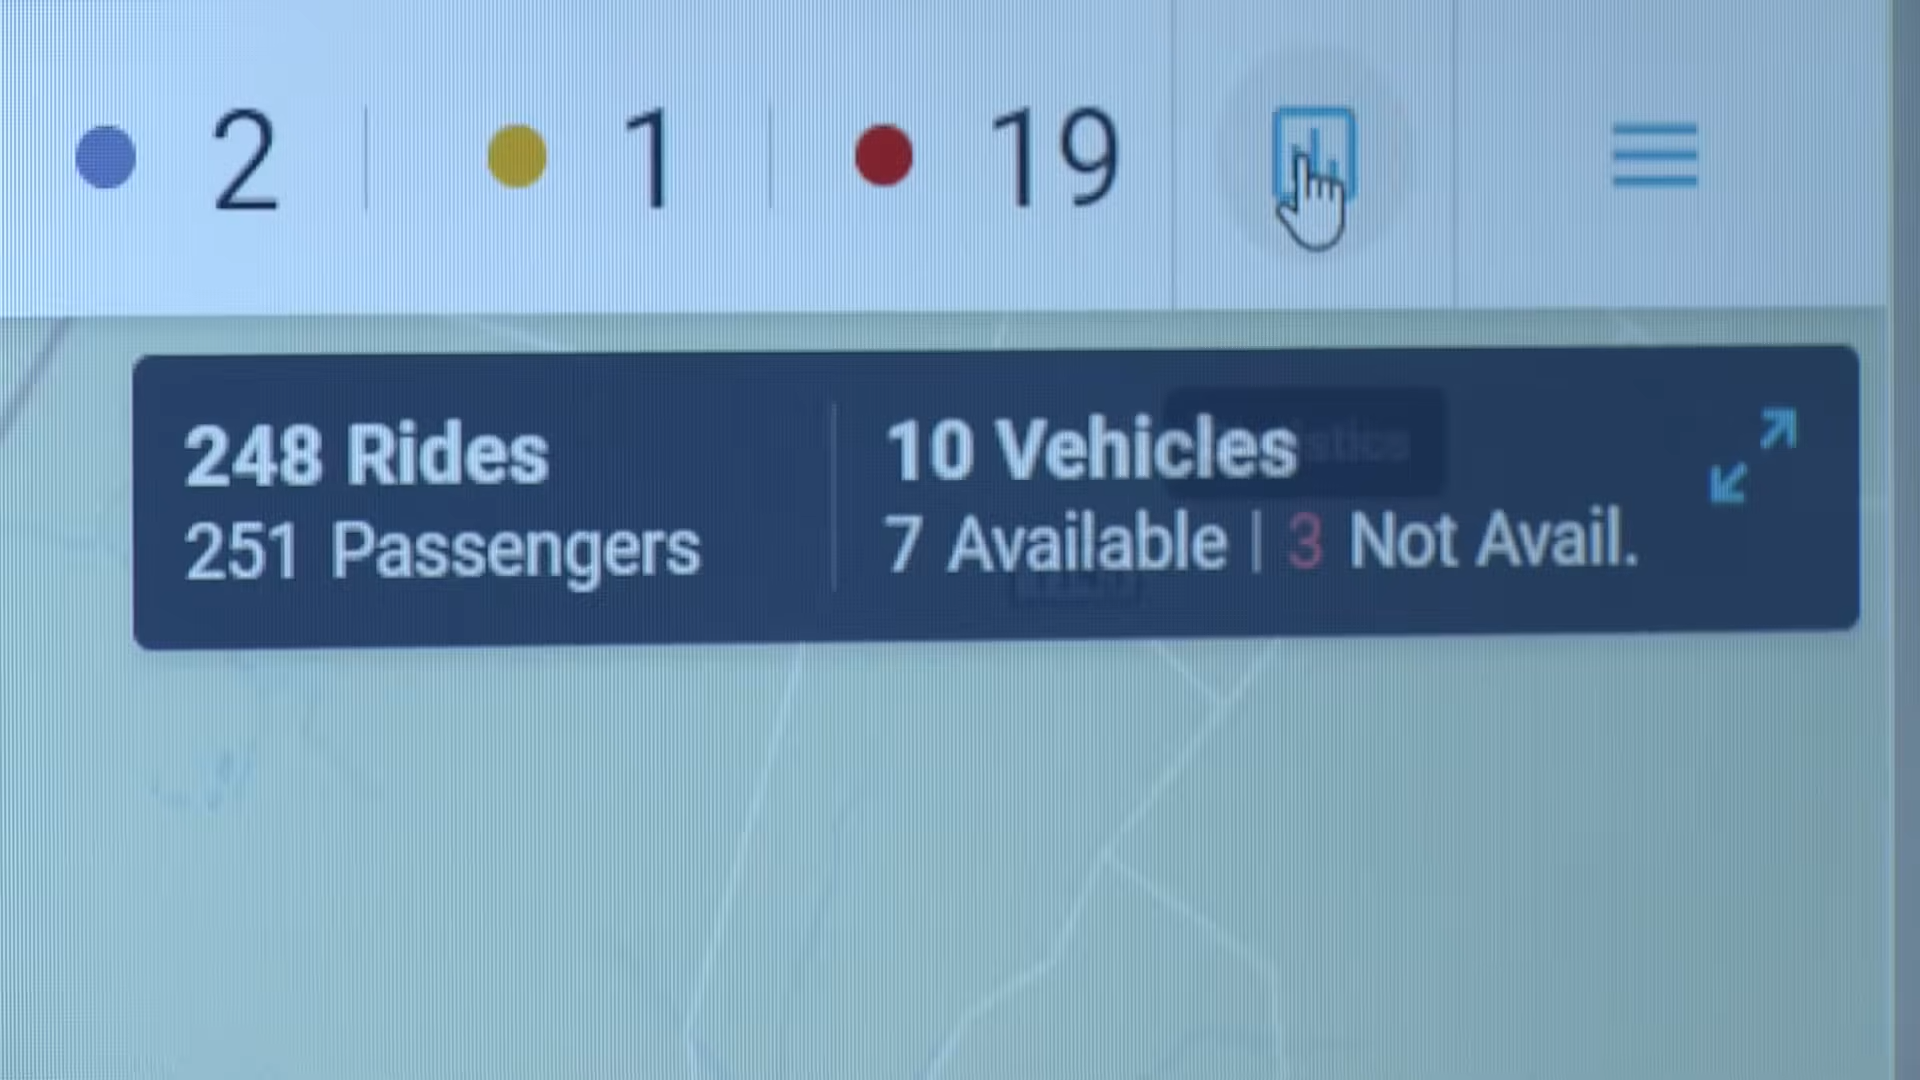 2 | 1 | 19
248 Rides
251 Passengers
10 Vehicles
7 Available | 3 Not Avail.